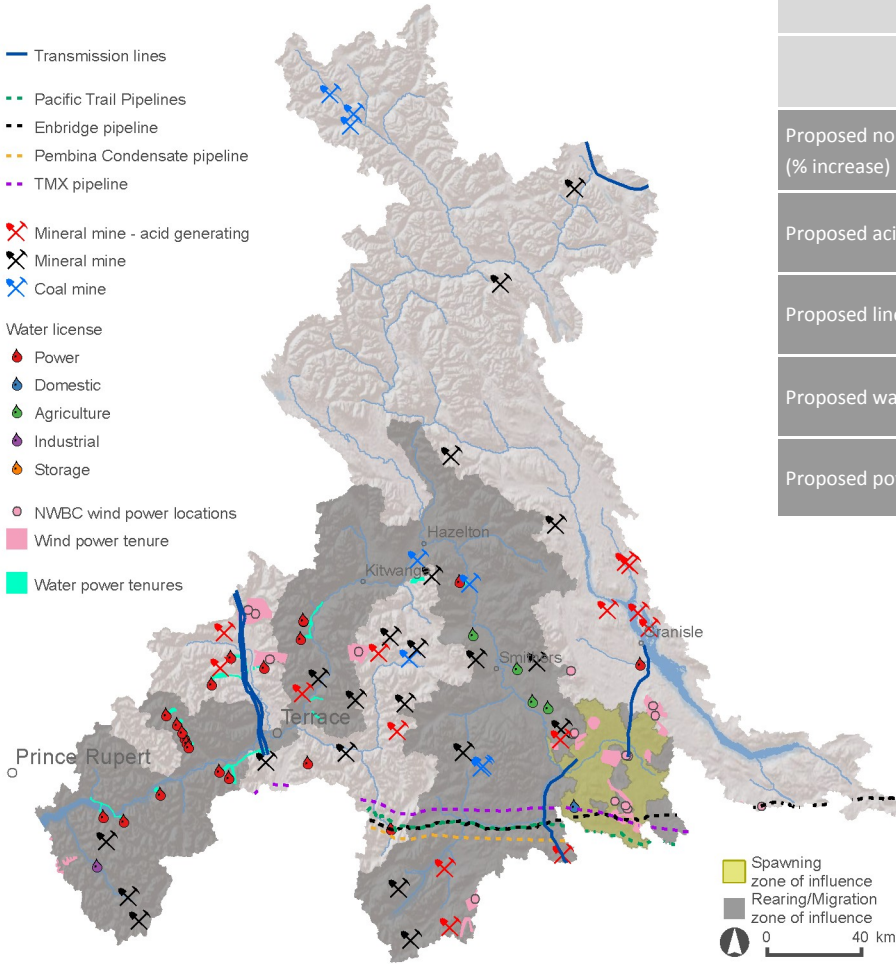 Transmission lines
Pacific Trail Pipelines
Enbridge pipeline
Pembina Condensate pipeline
TMX pipeline
Mineral mine - acid generating
Mineral mine
Coal mine
Water license
Power
Domestic
Agriculture
Industrial
Storage
NWBC wind power locations
Wind power tenure
Water power tenures
Proposed no
(% increase)
Proposed aci
Proposed line
Proposed wa
Proposed po
Hazelton
Granisle
Terrace
Prince Rupert
Spawning
zone of influence
Rearing/Migration
zone of influence
0 40 km